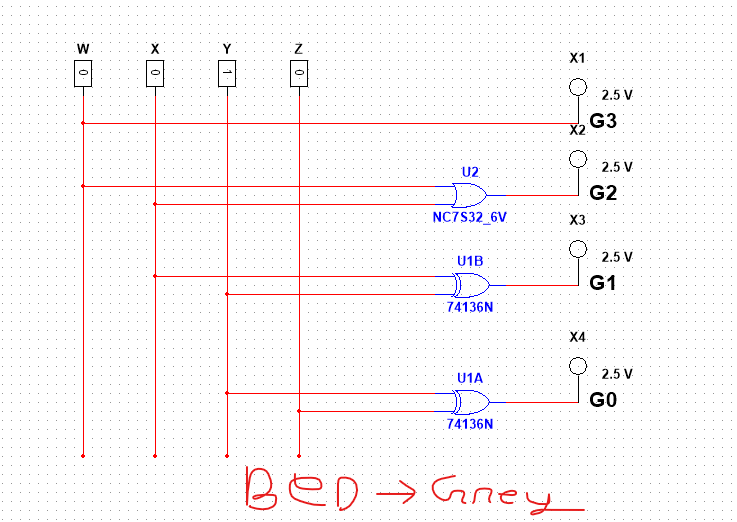 W X Y Z
0 0 1 0
X1
2.5 V
G3
X2
2.5 V
U2
G2
NC7S32_6V
X3
2.5 V
U1B
G1
74136N
X4
2.5 V
U1A
G0
74136N
BCD → Grey